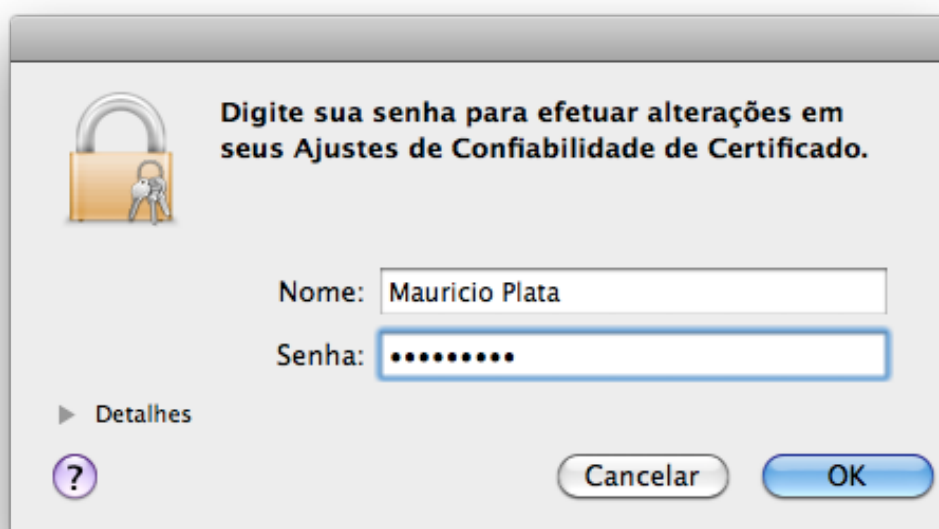 Digite sua senha para efetuar alterações em
seus Ajustes de Confiabilidade de Certificado.
Nome: Mauricio Plata
Senha: •••••••••
Detalhes
? Cancelar OK